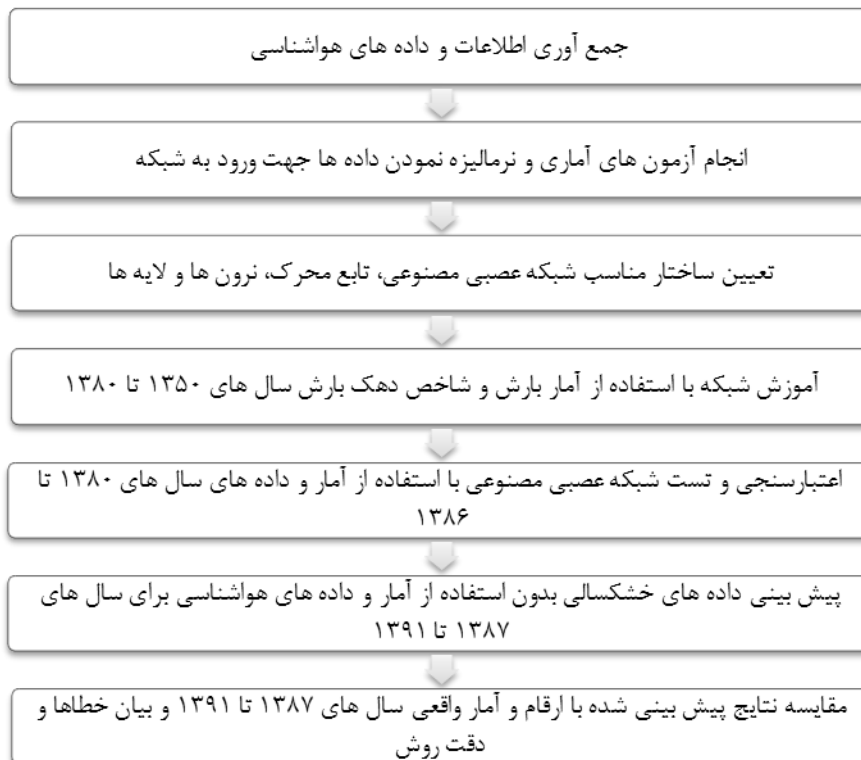 جمع آوری اطلاعات و داده های هواشناسی
انجام آزمون های آماری و نرمالیزه نمودن داده ها جهت ورود به شبکه
تعیین ساختار مناسب شبکه عصبی مصنوعی، تابع محرک، نرون ها و لایه ها
آموزش شبکه با استفاده از آمار بارش و شاخص دهک بارش سال های ۱۳۵۰ تا ۱۳۸۰
اعتبارسنجی و تست شبکه عصبی مصنوعی با استفاده از آمار و داده های سال های ۱۳۸۰ تا
۱۳۸۶
پیش بینی داده های خشکسالی بدون استفاده از آمار و داده های هواشناسی برای سال های
۱۳۸۷ تا ۱۳۹۱
مقایسه نتایج پیش بینی شده با ارقام و آمار واقعی سال های ۱۳۸۷ تا ۱۳۹۱ و بیان خطاها و
دقت روش